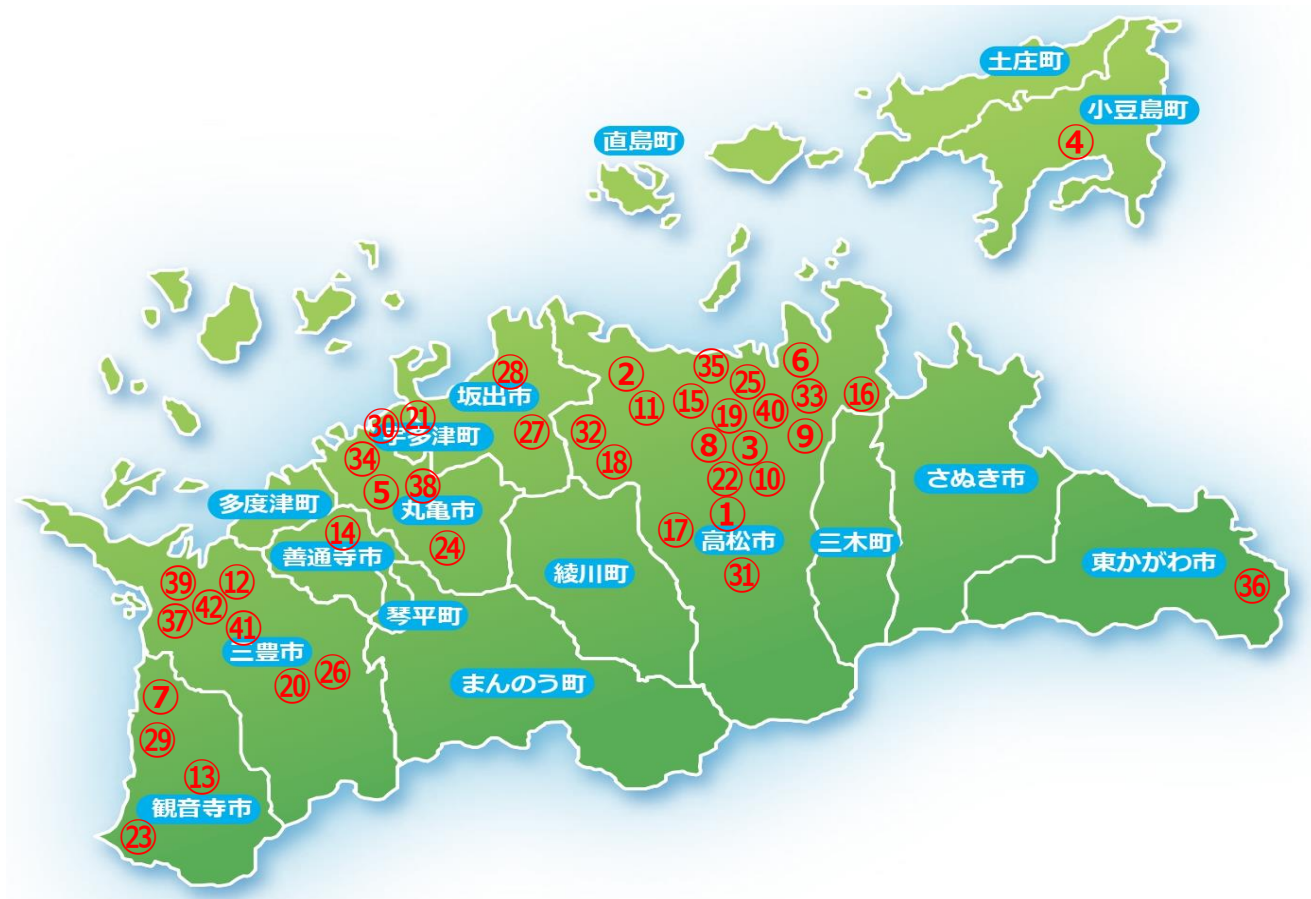 土庄町
小豆島町
④
直島町
㉘
②
㉟
⑥
坂出市
㉕
⑪
⑮
㉝
⑯
㉚
㉑
宇多津町
㉗
㉜
⑲
㊵
⑨
㉞
⑱
⑧
③
さぬき市
多度津町
⑤
㊳
丸亀市
㉒
⑩
⑭
善通寺市
㉔
⑰
①
高松市
三木町
㊴
⑫
琴平町
綾川町
㉛
東かがわ市
㊱
㊲
㊷
㊶
三豊市
⑳
㉖
まんのう町
⑦
㉙
⑬
観音寺市
㉓